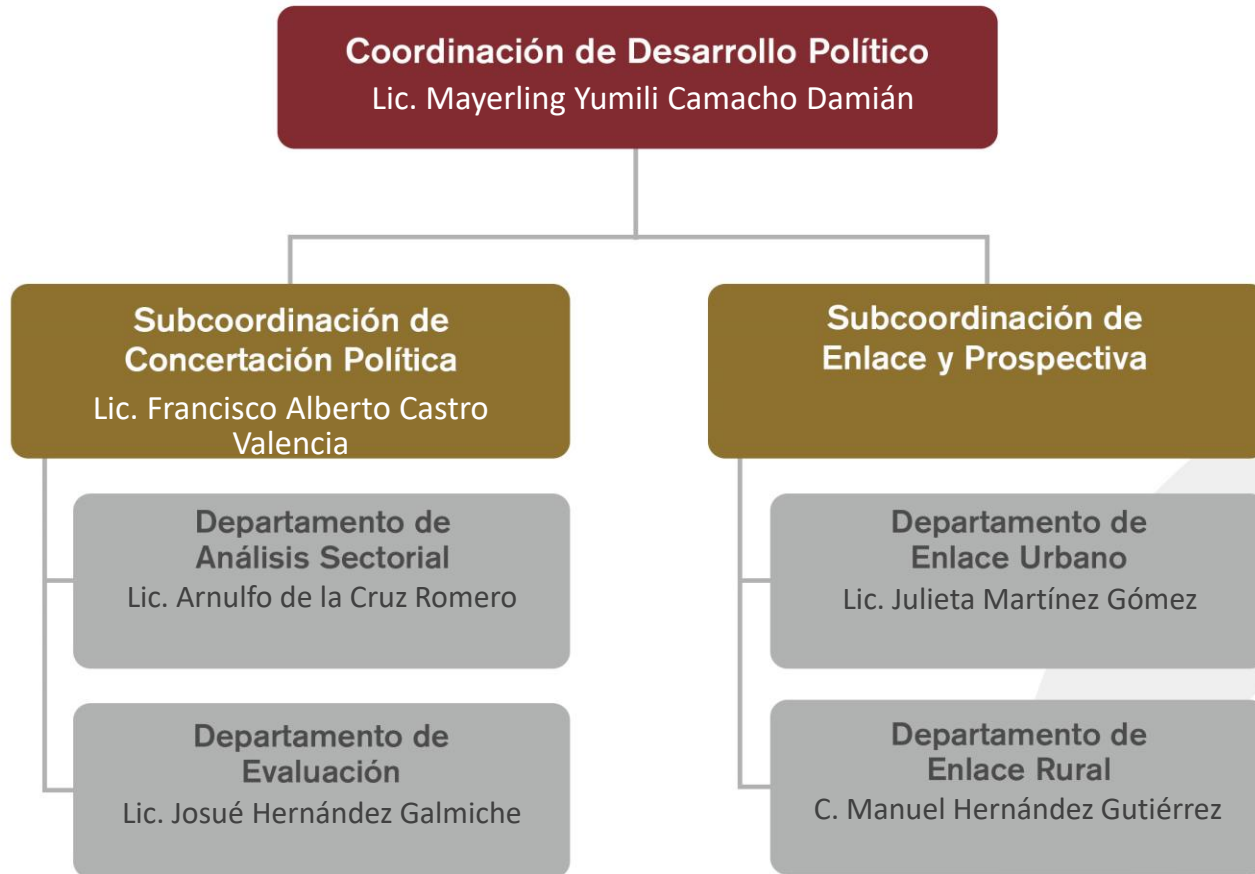 Coordinación de Desarrollo Político
Lic. Mayerling Yumili Camacho Damián
Subcoordinación de
Concertación Política
Lic. Francisco Alberto Castro
Valencia
Departamento de
Análisis Sectorial
Lic. Arnulfo de la Cruz Romero
Departamento de
Evaluación
Lic. Josué Hernández Galmiche
Subcoordinación de
Enlace y Prospectiva
Departamento de
Enlace Urbano
Lic. Julieta Martínez Gómez
Departamento de
Enlace Rural
C. Manuel Hernández Gutiérrez